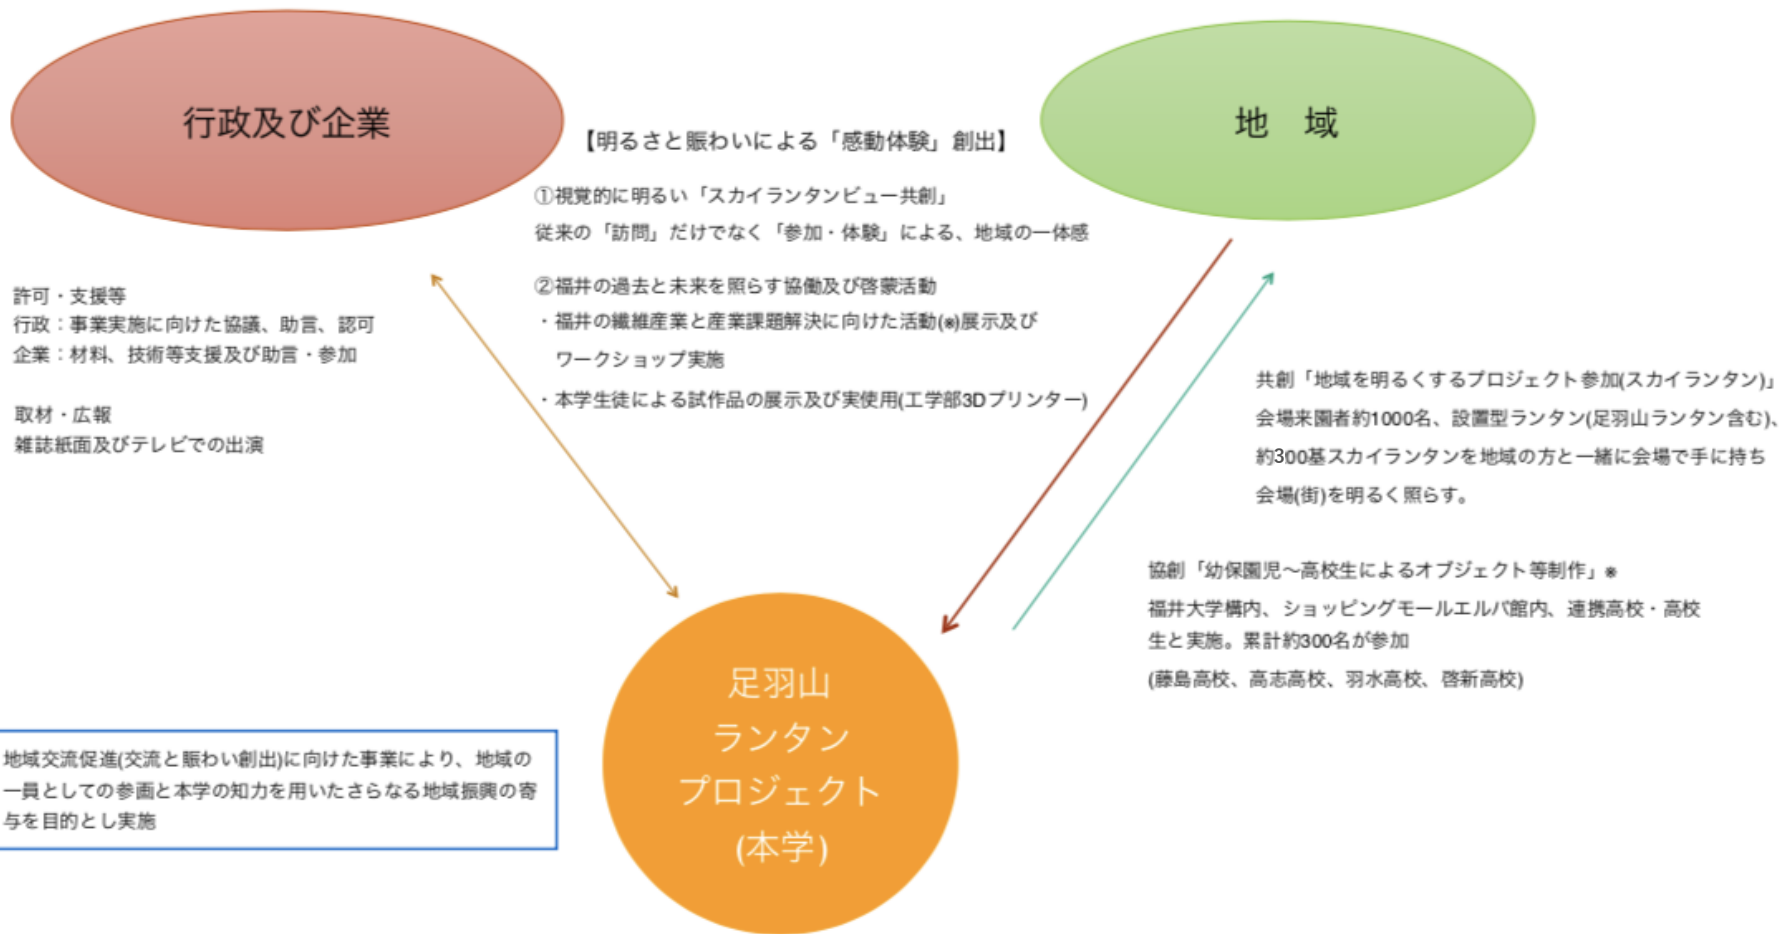 行政及び企業
地　域
【明るさと賑わいによる「感動体験」創出】
①視覚的に明るい「スカイランタンビュー共創」
従来の「訪問」だけでなく「参加・体験」による、地域の一体感
②福井の過去と未来を照らす協働及び啓蒙活動
・福井の繊維産業と産業課題解決に向けた活動(※)展示及び
ワークショップ実施
・本学生徒による試作品の展示及び実使用(工学部3Dプリンター)
許可・支援等
行政：事業実施に向けた協議、助言、認可
企業：材料、技術等支援及び助言・参加
取材・広報
雑誌紙面及びテレビでの出演
共創「地域を明るくするプロジェクト参加(スカイランタン)」
会場来園者約1000名、設置型ランタン(足羽山ランタン含む)、
約300基スカイランタンを地域の方と一緒に会場で手に持ち
会場(街)を明るく照らす。
協創「幼保園児～高校生によるオブジェクト等制作」※
福井大学構内、ショッピングモールエルパ館内、連携高校・高校
生と実施。累計約300名が参加
(藤島高校、高志高校、羽水高校、啓新高校)
足羽山
ランタン
プロジェクト
(本学)
地域交流促進(交流と賑わい創出)に向けた事業により、地域の
一員としての参画と本学の知力を用いたさらなる地域振興の寄
与を目的とし実施